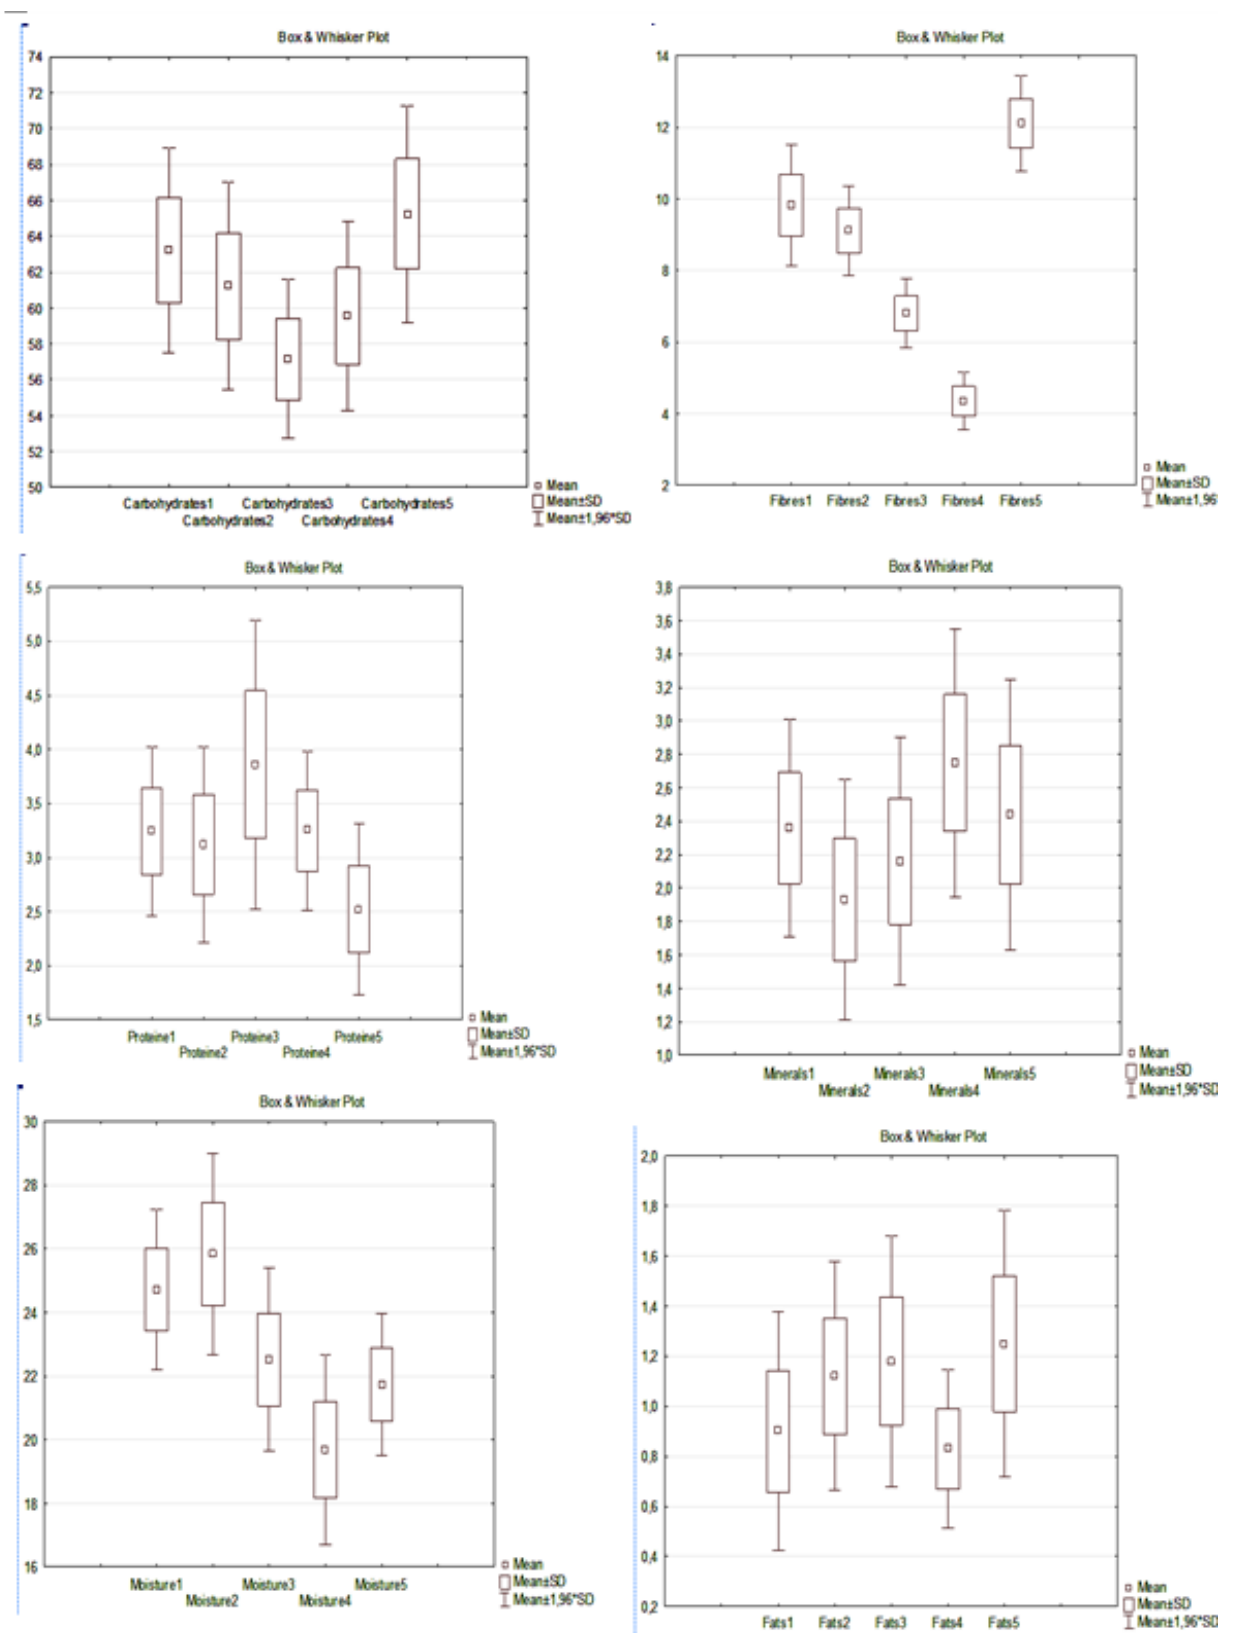 Box & Whisker Plot
74
72
70
68
66
64
62
60
58
56
54
52
50
Carbohydrates1 Carbohydrates3 Carbohydrates5
Carbohydrates2 Carbohydrates4
Mean
Mean±SD
Mean±1,96*SD
Box & Whisker Plot
14
12
10
8
6
4
2
Fibres1 Fibres2 Fibres3 Fibres4 Fibres5
Mean
Mean±SD
Mean±1,96
Box & Whisker Plot
5,5
5,0
4,5
4,0
3,5
3,0
2,5
2,0
1,5
Proteine1 Proteine3 Proteine5
Proteine2 Proteine4
Mean
Mean±SD
Mean±1,96*SD
Box & Whisker Plot
3,8
3,6
3,4
3,2
3,0
2,8
2,6
2,4
2,2
2,0
1,8
1,6
1,4
1,2
1,0
Minerals1 Minerals3 Minerals5
Minerals2 Minerals4
Mean
Mean±SD
Mean±1,96*SD
Box & Whisker Plot
30
28
26
24
22
20
18
16
Moisture1 Moisture3 Moisture5
Moisture2 Moisture4
Mean
Mean±SD
Mean±1,96*SD
Box & Whisker Plot
2,0
1,8
1,6
1,4
1,2
1,0
0,8
0,6
0,4
0,2
Fats1 Fats2 Fats3 Fats4 Fats5
Mean
Mean±SD
Mean±1,96*SD